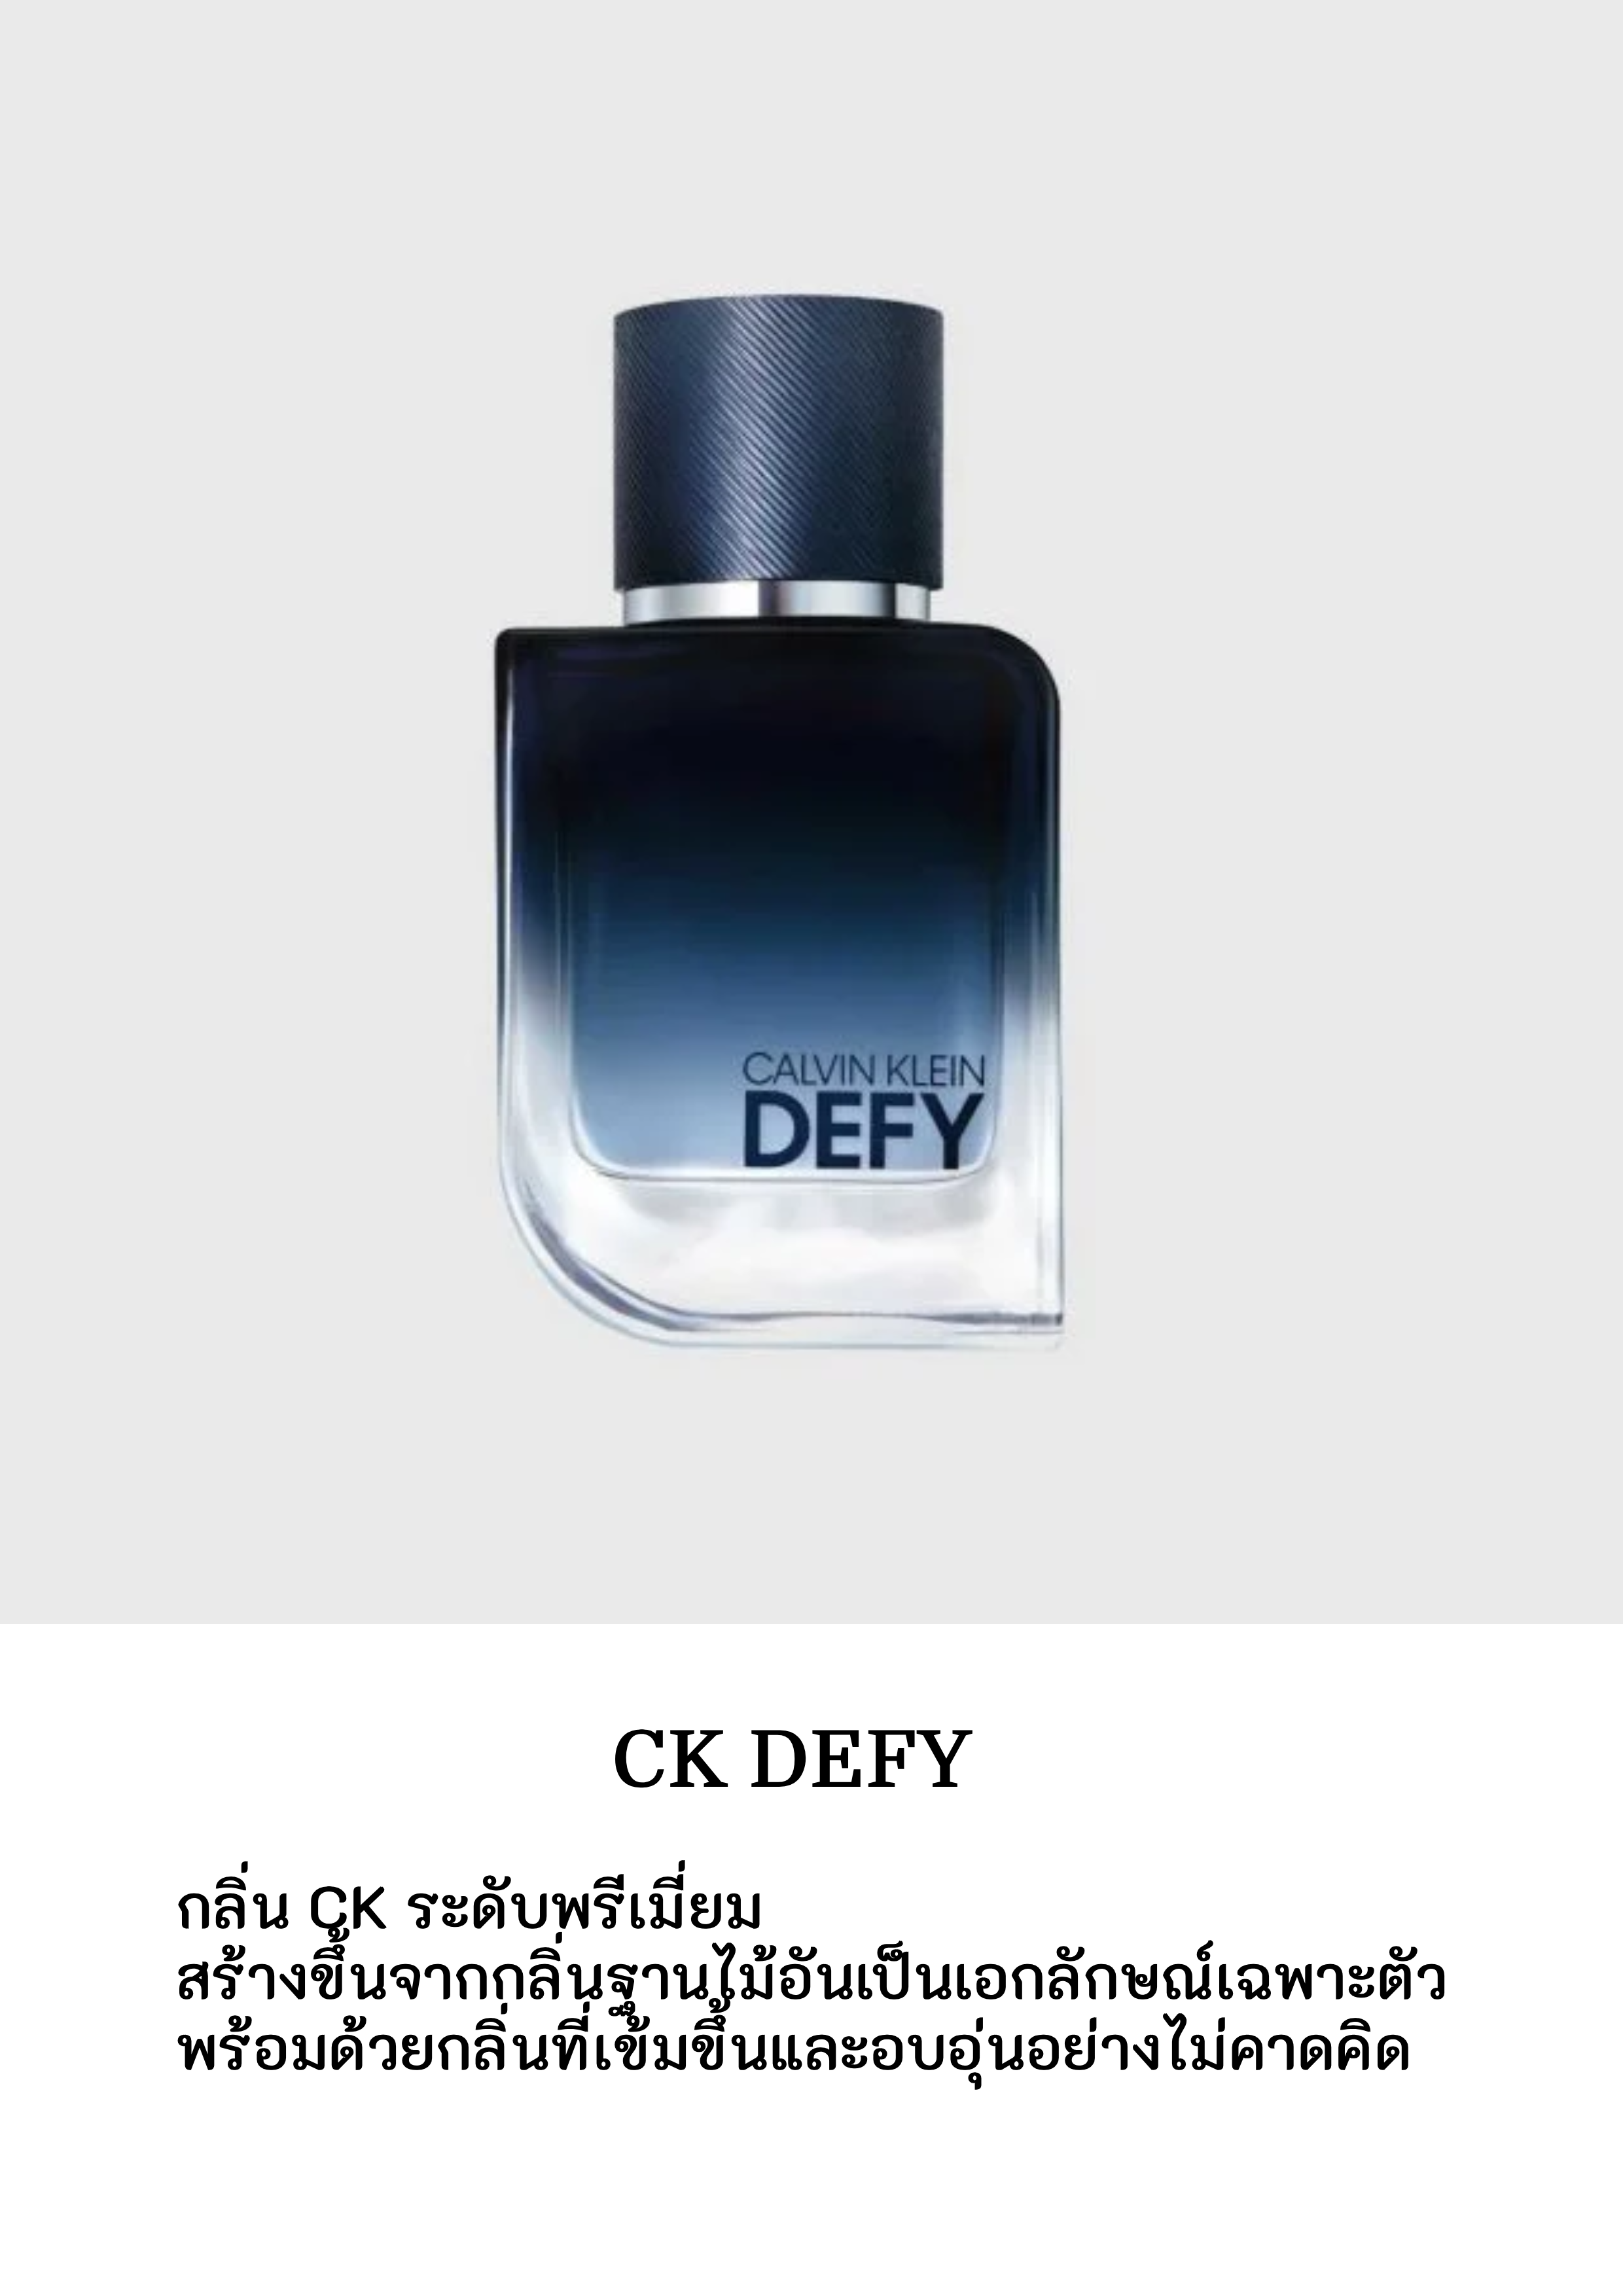 CALVIN KLEIN
DEFY
CK DEFY
กลิ่น CK ระดับพรีเมี่ยม
สร้างขึ้นจากกลิ่นฐานไม้อันเป็นเอกลักษณ์เฉพาะตัว
พร้อมด้วยกลิ่นที่เข้มขึ้นและอบอุ่นอย่างไม่คาดคิด